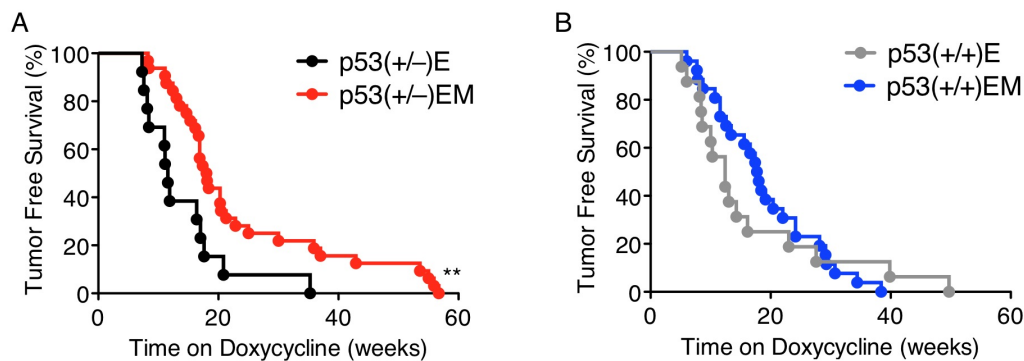 A
Tumor Free Survival (%)
100
80
60
40
20
0
p53(+/–)E
p53(+/–)EM
**
0 20 40 60
Time on Doxycycline (weeks)
B
Tumor Free Survival (%)
100
80
60
40
20
0
p53(+/+)E
p53(+/+)EM
0 20 40 60
Time on Doxycycline (weeks)